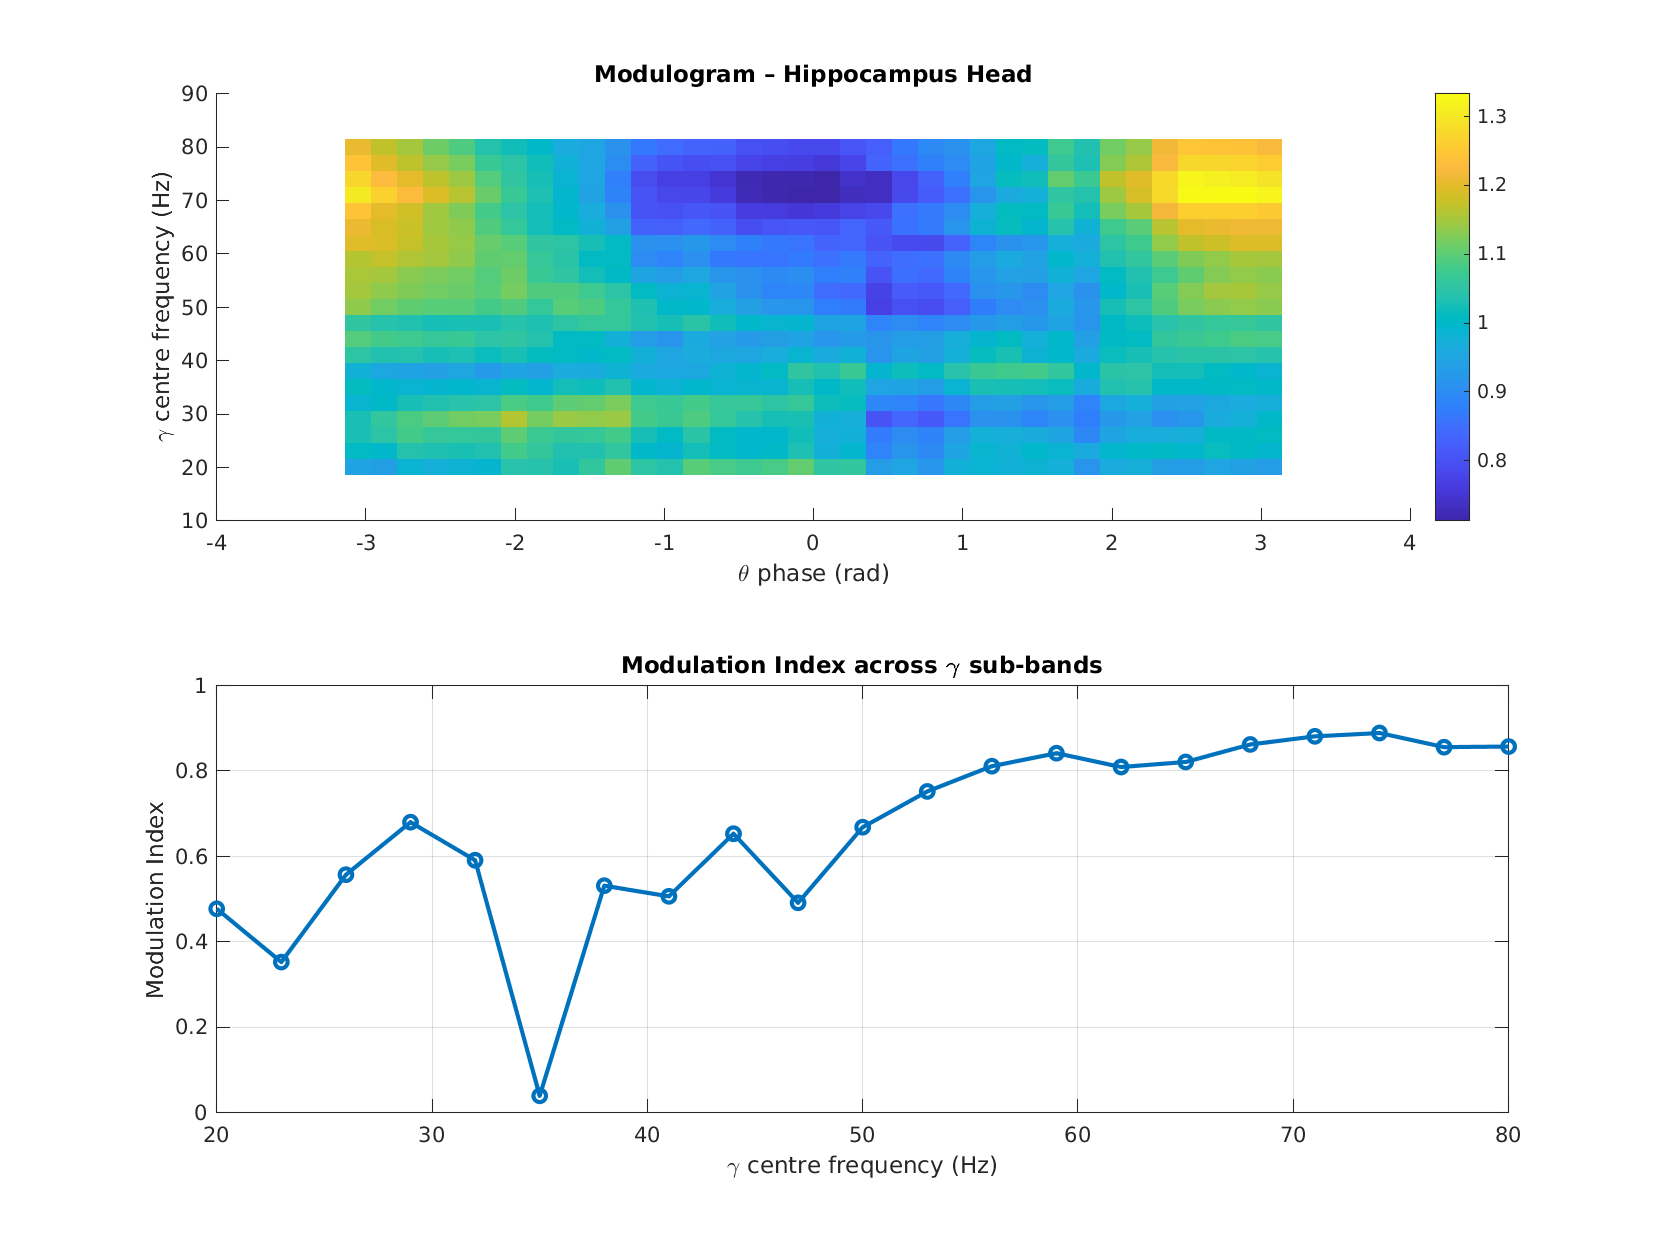 Modulogram – Hippocampus Head
90
80
70
60
50
40
30
20
10
γ centre frequency (Hz)
-4 -3 -2 -1 0 1 2 3 4
θ phase (rad)
1.3
1.2
1.1
1
0.9
0.8
Modulation Index across γ sub-bands
1
0.8
0.6
0.4
0.2
0
Modulation Index
20 30 40 50 60 70 80
γ centre frequency (Hz)